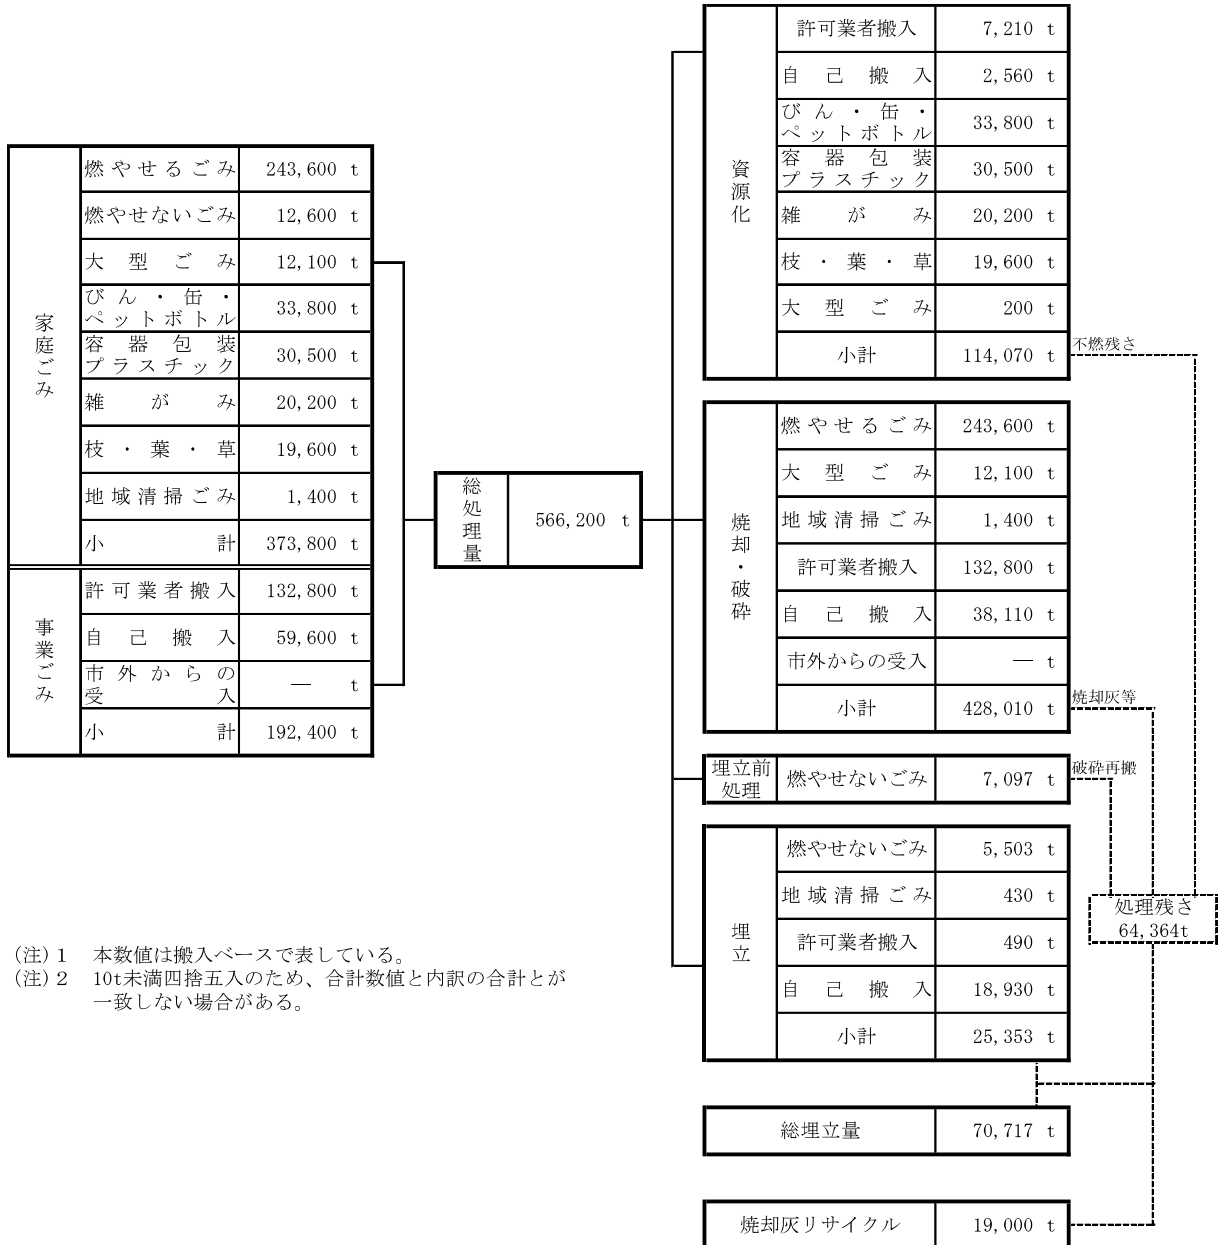 家庭ごみ
燃やせるごみ 243,600 t
燃やせないごみ 12,600 t
大型ごみ 12,100 t
びん・缶・
ペットボトル 33,800 t
容器包装
プラスチック 30,500 t
雑がみ 20,200 t
枝・葉・草 19,600 t
地域清掃ごみ 1,400 t
小計 373,800 t
事業ごみ
許可業者搬入 132,800 t
自己搬入 59,600 t
市外からの
受入 ― t
小計 192,400 t
総処理量 566,200 t
資源化
許可業者搬入 7,210 t
自己搬入 2,560 t
びん・缶・
ペットボトル 33,800 t
容器包装
プラスチック 30,500 t
雑がみ 20,200 t
枝・葉・草 19,600 t
大型ごみ 200 t
小計 114,070 t
不燃残さ
焼却・破砕
燃やせるごみ 243,600 t
大型ごみ 12,100 t
地域清掃ごみ 1,400 t
許可業者搬入 132,800 t
自己搬入 38,110 t
市外からの受入 ― t
小計 428,010 t
焼却灰等
埋立前
処理
燃やせないごみ 7,097 t
破砕再搬
埋立
燃やせないごみ 5,503 t
地域清掃ごみ 430 t
許可業者搬入 490 t
自己搬入 18,930 t
小計 25,353 t
処理残さ
64,364t
総埋立量 70,717 t
焼却灰リサイクル 19,000 t
(注)1 本数値は搬入ベースで表している。
(注)2 10t未満四捨五入のため、合計数値と内訳の合計とが
一致しない場合がある。